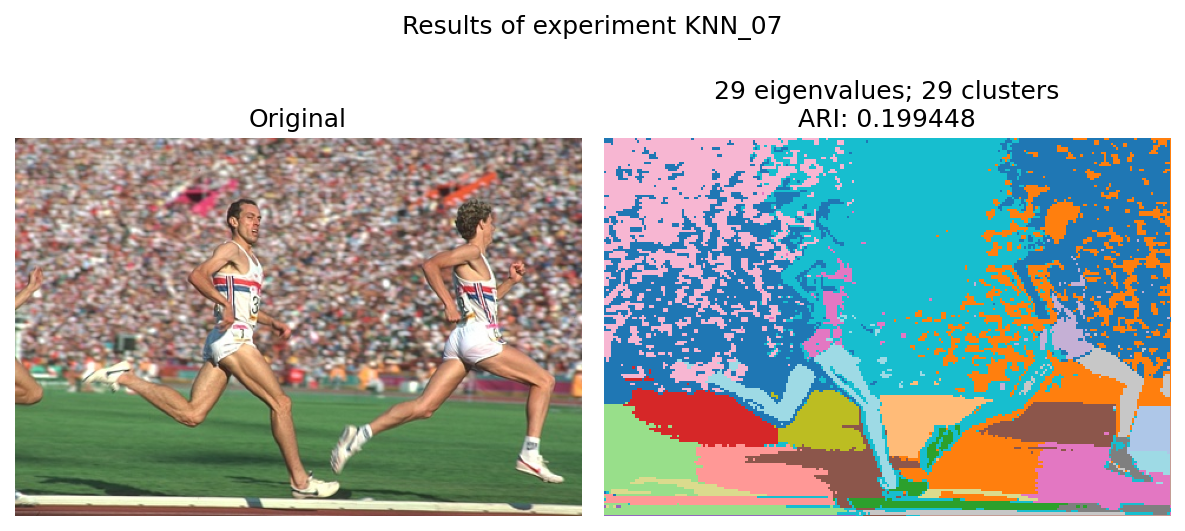 Results of experiment KNN_07
Original
29 eigenvalues; 29 clusters
ARI: 0.199448